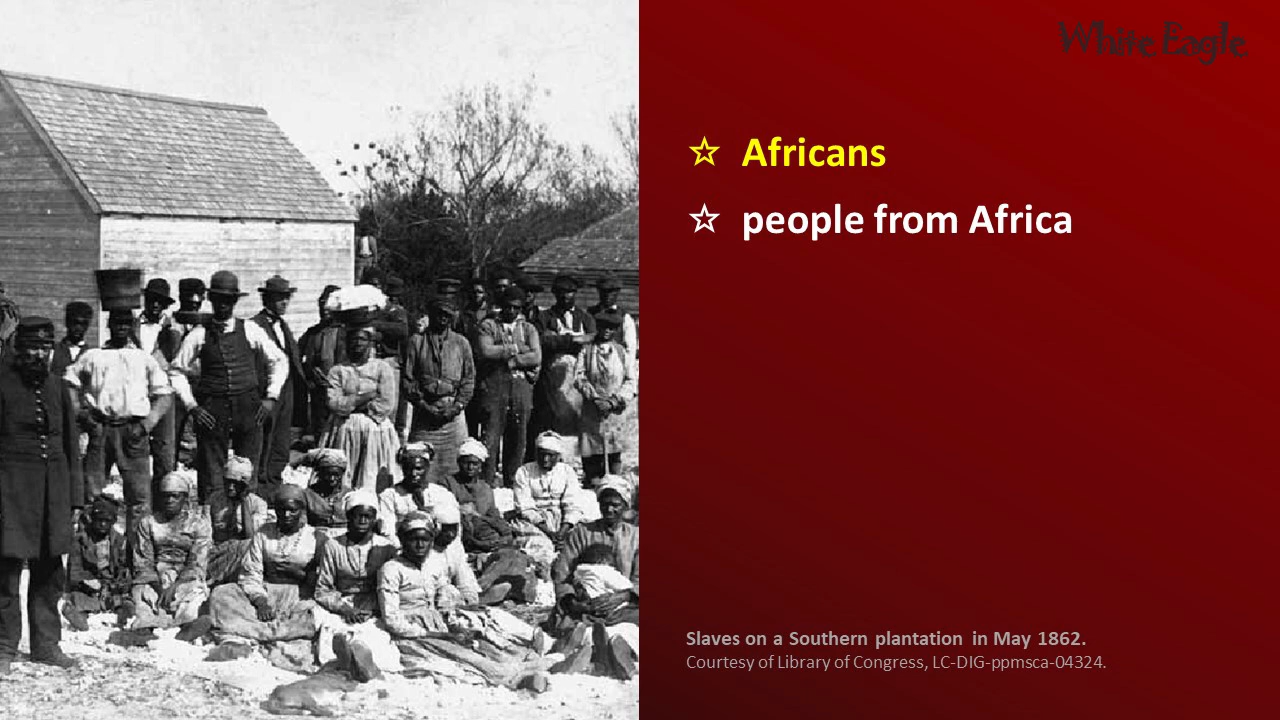 White Eagle
☆ Africans
☆ people from Africa
Slaves on a Southern plantation in May 1862.
Courtesy of Library of Congress, LC-DIG-ppmsca-04324.